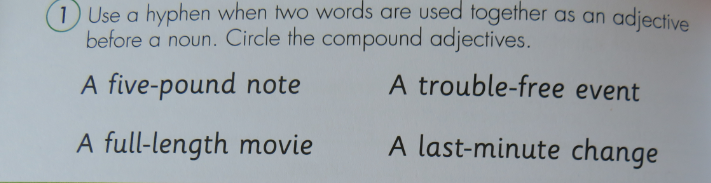 1 Use a hyphen when two words are used together as an adjective
before a noun. Circle the compound adjectives.
A five-pound note    A trouble-free event
A full-length movie    A last-minute change